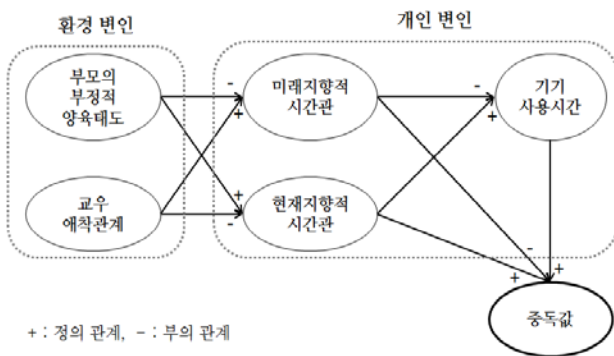 환경 변인
개인 변인
부모의
부정적
양육태도
미래지향적
시간관
기기
사용시간
교우
애착관계
현재지향적
시간관
중독값
-
+
+
-
-
+
-
+
+
+ : 정의 관계, - : 부의 관계